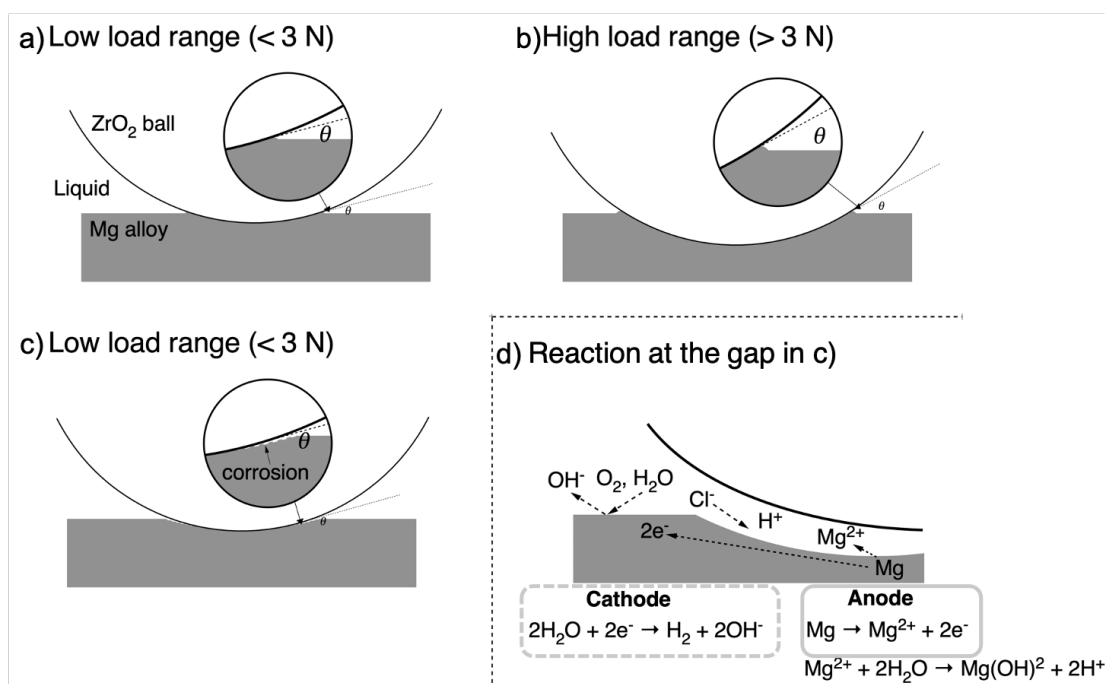 a) Low load range (< 3 N)
ZrO₂ ball
θ
Liquid
θ
Mg alloy
b) High load range (> 3 N)
θ
θ
c) Low load range (< 3 N)
θ
corrosion
θ
d) Reaction at the gap in c)
OH⁻ O₂, H₂O
Cl⁻
H⁺
2e⁻
Mg²⁺
Mg
Cathode
2H₂O + 2e⁻ → H₂ + 2OH⁻
Anode
Mg → Mg²⁺ + 2e⁻
Mg²⁺ + 2H₂O → Mg(OH)² + 2H⁺